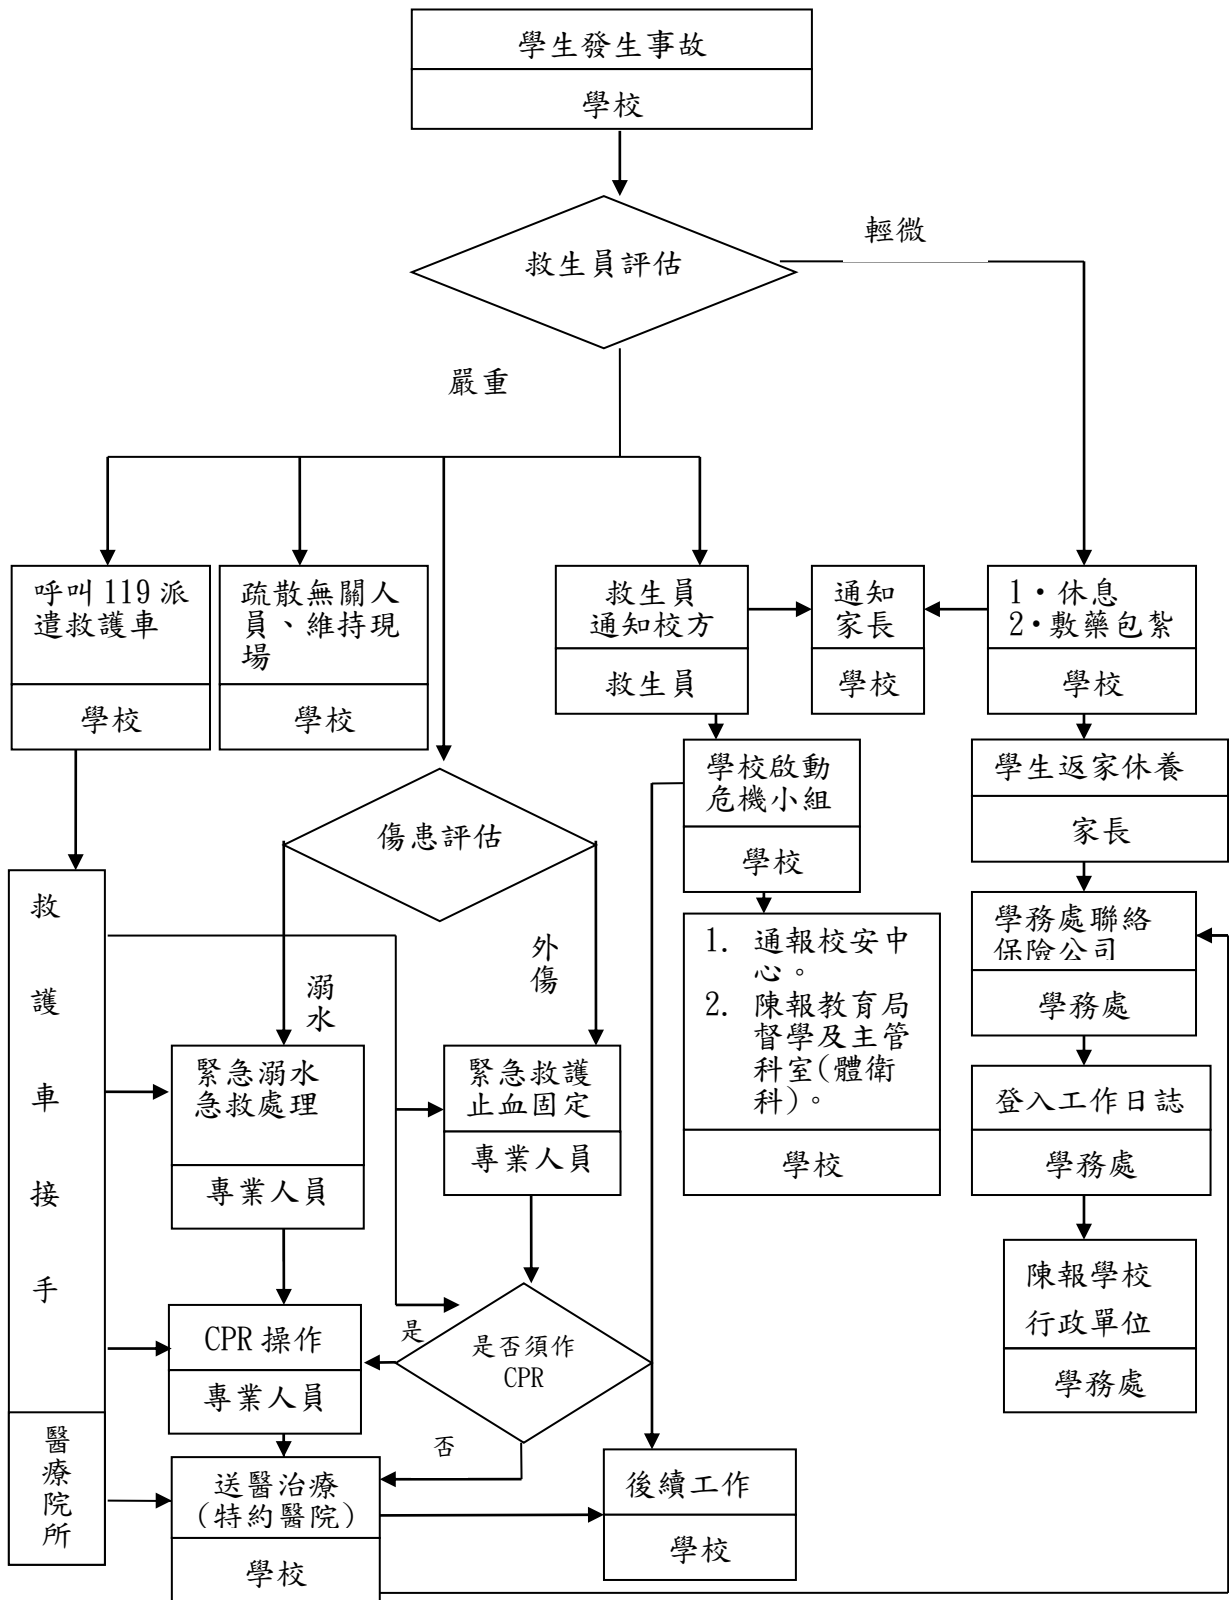 學生發生事故
學校
救生員評估
輕微
嚴重
呼叫119派
遣救護車
學校
疏散無關人
員、維持現
場
學校
救生員
通知校方
救生員
通知
家長
學校
1·休息
2·敷藥包紮
學校
傷患評估
溺水
外傷
學校啟動
危機小組
學校
學生返家休養
家長
救護車接手
醫療院所
緊急溺水
急救處理
專業人員
緊急救護
止血固定
專業人員
1. 通報校安中
心。
2. 陳報教育局
督學及主管
科室(體衛
科)。
學校
學務處聯絡
保險公司
學務處
登入工作日誌
學務處
陳報學校
行政單位
學務處
CPR操作
專業人員
是
是否須作
CPR
否
送醫治療
(特約醫院)
學校
後續工作
學校